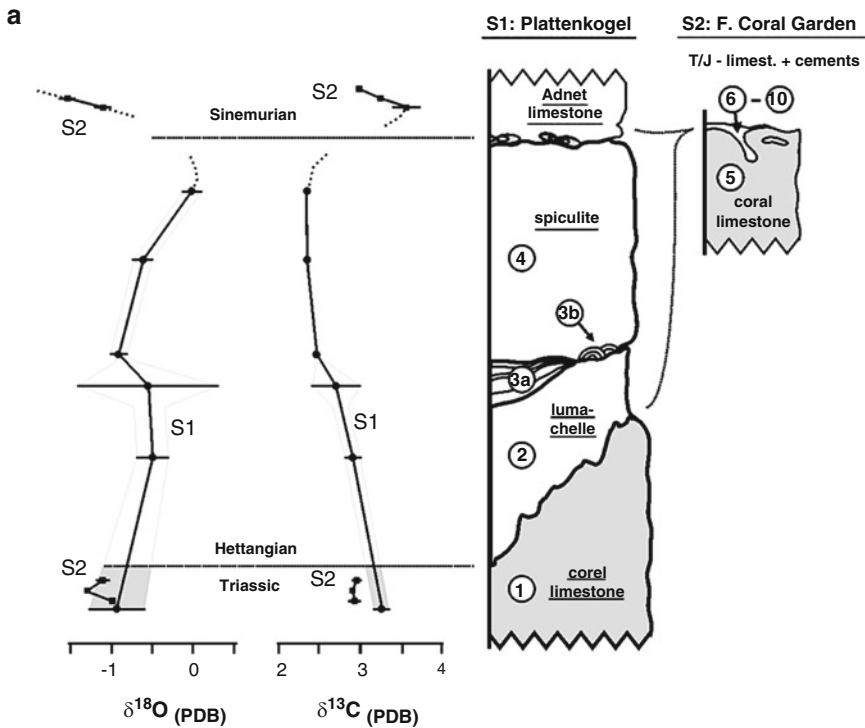 a
S1: Plattenkogel
S2: F. Coral Garden
T/J - limest. + cements
S2
S2
Sinemurian
Adnet
limestone
6 - 10
5
coral
limestone
spiculite
4
3b
3a
S1
S1
luma-
chelle
2
Hettangian
S2
Triassic
S2
1
corel
limestone
-1 0
2 3 4
δ18O (PDB)
δ13C (PDB)